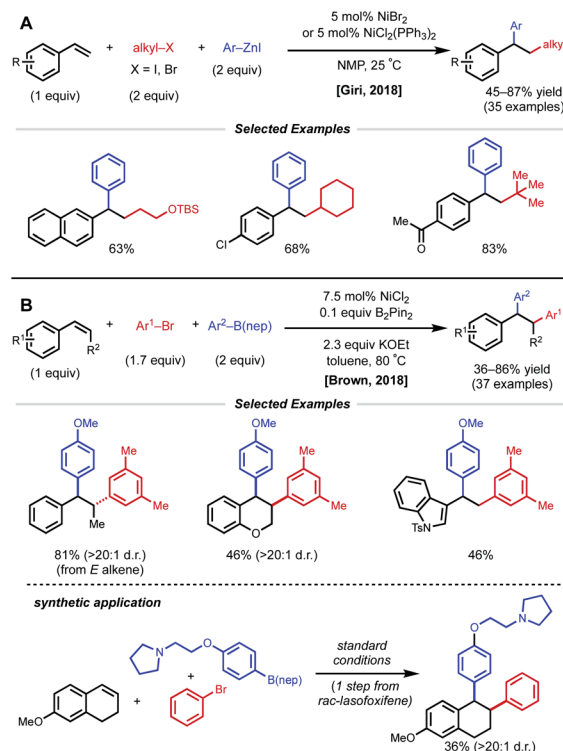 A
R
+
alkyl–X
+
Ar–ZnI
X = I, Br
(1 equiv)
(2 equiv)
(2 equiv)
5 mol% NiBr2
or 5 mol% NiCl2(PPh3)2
NMP, 25 ˚C
[Giri, 2018]
Ar
alky
R
45–87% yield
(35 examples)
Selected Examples
OTBS
63%
Cl
68%
Me
O
Me
Me
Me
83%
B
R1
R2
+
Ar1–Br
+
Ar2–B(nep)
(1 equiv)
(1.7 equiv)
(2 equiv)
7.5 mol% NiCl2
0.1 equiv B2Pin2
2.3 equiv KOEt
toluene, 80 ˚C
[Brown, 2018]
Ar2
Ar1
R1
R2
36–86% yield
(37 examples)
Selected Examples
OMe
Me
Me
Me
81% (>20:1 d.r.)
(from E alkene)
OMe
Me
Me
O
46% (>20:1 d.r.)
OMe
Me
Me
TsN
46%
synthetic application
N
O
B(nep)
+
Br
MeO
+
standard
conditions
(1 step from
rac-lasofoxifene)
N
O
MeO
36% (>20:1 d.r.)